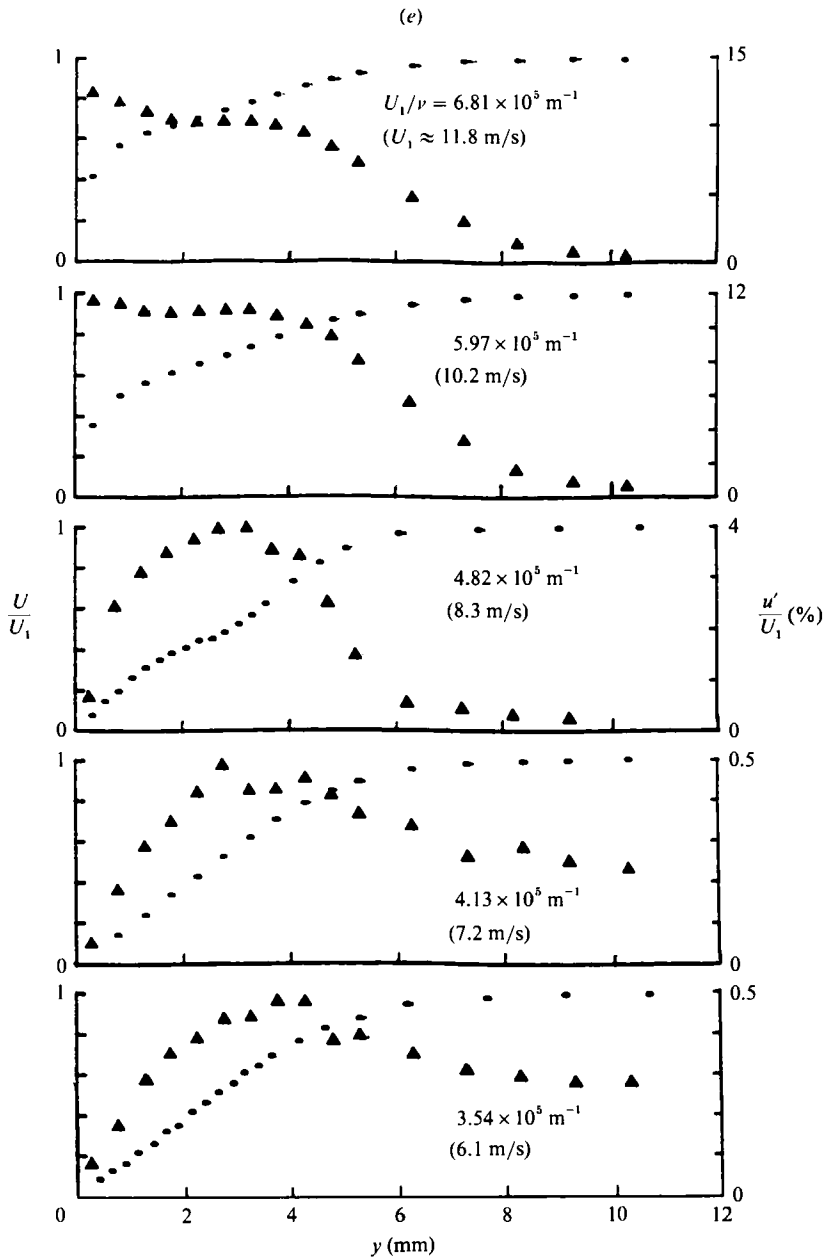 (e)
1
15
U₁/ν = 6.81 × 10⁵ m⁻¹
(U₁ ≈ 11.8 m/s)
0
0
1
12
5.97 × 10⁵ m⁻¹
(10.2 m/s)
0
0
1
4
4.82 × 10⁵ m⁻¹
(8.3 m/s)
U/U₁
u′/U₁ (%)
0
0
1
0.5
4.13 × 10⁵ m⁻¹
(7.2 m/s)
0
0
1
0.5
3.54 × 10⁵ m⁻¹
(6.1 m/s)
0
0 2 4 6 8 10 12
y (mm)